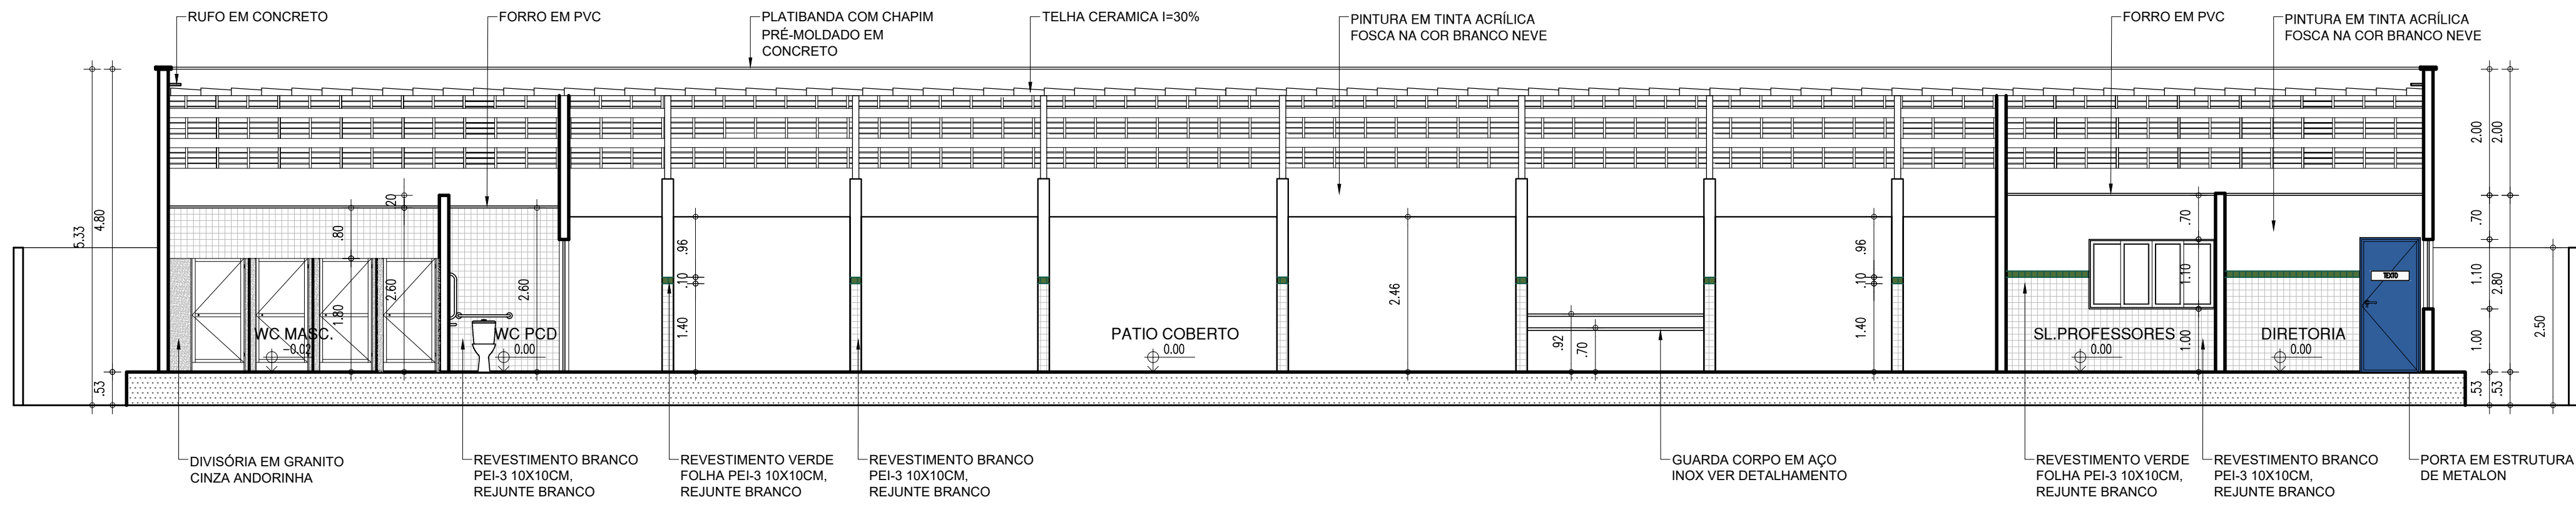 RUFO EM CONCRETO
FORRO EM PVC
PLATIBANDA COM CHAPIM
PRÉ-MOLDADO EM
CONCRETO
TELHA CERAMICA I=30%
PINTURA EM TINTA ACRÍLICA
FOSCA NA COR BRANCO NEVE
FORRO EM PVC
PINTURA EM TINTA ACRÍLICA
FOSCA NA COR BRANCO NEVE
5.33
4.80
.53
.20
.80
1.80
2.60
2.60
WC MASC.
-0.02
WC PCD
0.00
.96
.10
1.40
PATIO COBERTO
0.00
2.46
.92
.70
.96
.10
1.40
SL.PROFESSORES
0.00
.70
1.10
1.00
DIRETORIA
0.00
TEXTO
2.00
2.00
.70
1.10
2.80
1.00
.53
.53
2.50
DIVISÓRIA EM GRANITO
CINZA ANDORINHA
REVESTIMENTO BRANCO
PEI-3 10X10CM,
REJUNTE BRANCO
REVESTIMENTO VERDE
FOLHA PEI-3 10X10CM,
REJUNTE BRANCO
REVESTIMENTO BRANCO
PEI-3 10X10CM,
REJUNTE BRANCO
GUARDA CORPO EM AÇO
INOX VER DETALHAMENTO
REVESTIMENTO VERDE
FOLHA PEI-3 10X10CM,
REJUNTE BRANCO
REVESTIMENTO BRANCO
PEI-3 10X10CM,
REJUNTE BRANCO
PORTA EM ESTRUTURA
DE METALON